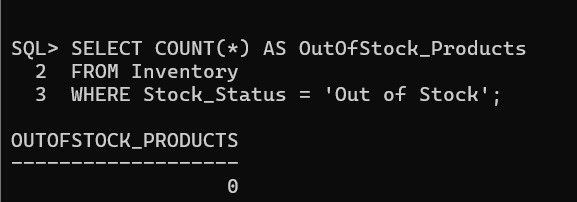 SQL> SELECT COUNT(*) AS OutOfStock_Products
  2  FROM Inventory
  3  WHERE Stock_Status = 'Out of Stock';
OUTOFSTOCK_PRODUCTS
-------------------
                  0